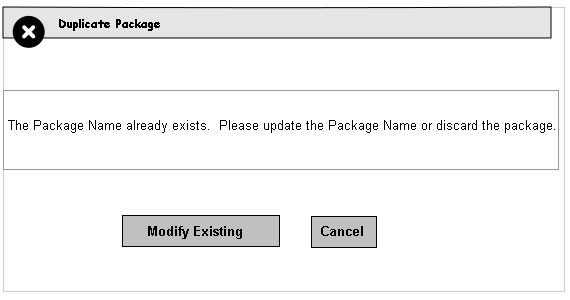 Duplicate Package
The Package Name already exists.  Please update the Package Name or discard the package.
Modify Existing
Cancel